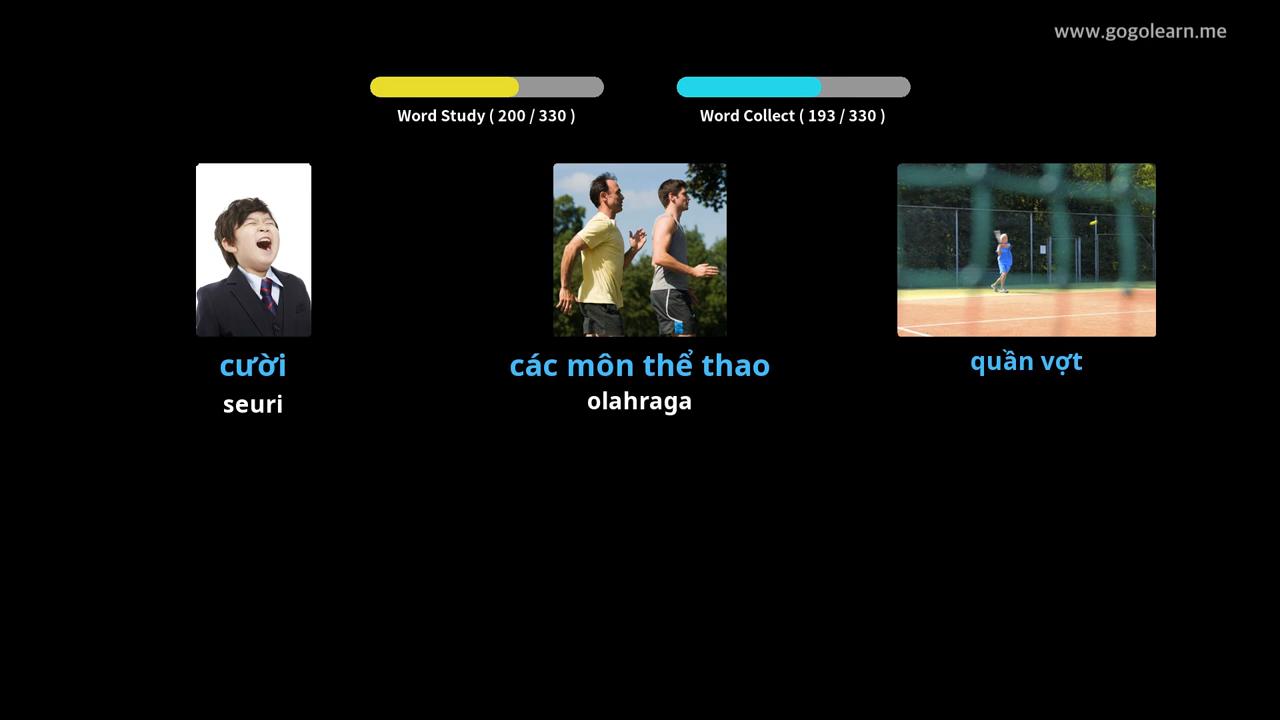 www.gogolearn.me
Word Study ( 200 / 330 )
Word Collect ( 193 / 330 )
cười
seuri
các môn thể thao
olahraga
quần vợt